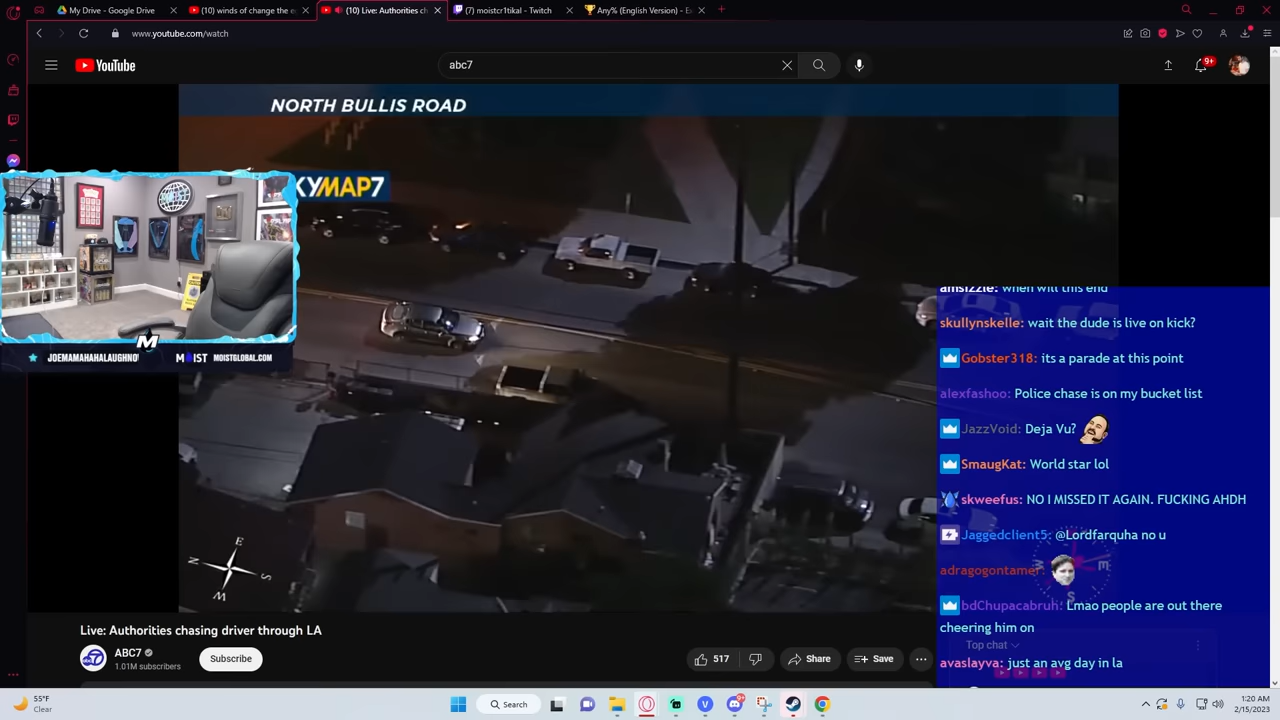 My Drive - Google Drive
(10) winds of change the e
(10) Live: Authorities ch
(7) moistcr1tikal - Twitch
Any% (English Version) - E
www.youtube.com/watch
YouTube
abc7
9+
NORTH BULLIS ROAD
KYMAP7
JOEMAMAHAHALAUGHNO!
MOIST MOISTGLOBAL.COM
amsizzle: when will this end
skullynskelle: wait the dude is live on kick?
Gobster318: its a parade at this point
alexfashoo: Police chase is on my bucket list
JazzVoid: Deja Vu?
SmaugKat: World star lol
skweefus: NO I MISSED IT AGAIN. FUCKING AHDH
Jaggedclient5: @Lordfarquha no u
adragogontamer:
bdChupacabruh: Lmao people are out there
cheering him on
Top chat
avaslayva: just an avg day in la
N E S W
Live: Authorities chasing driver through LA
ABC7
1.01M subscribers
Subscribe
517
Share
Save
55°F
Clear
Search
1:20 AM
2/15/2023